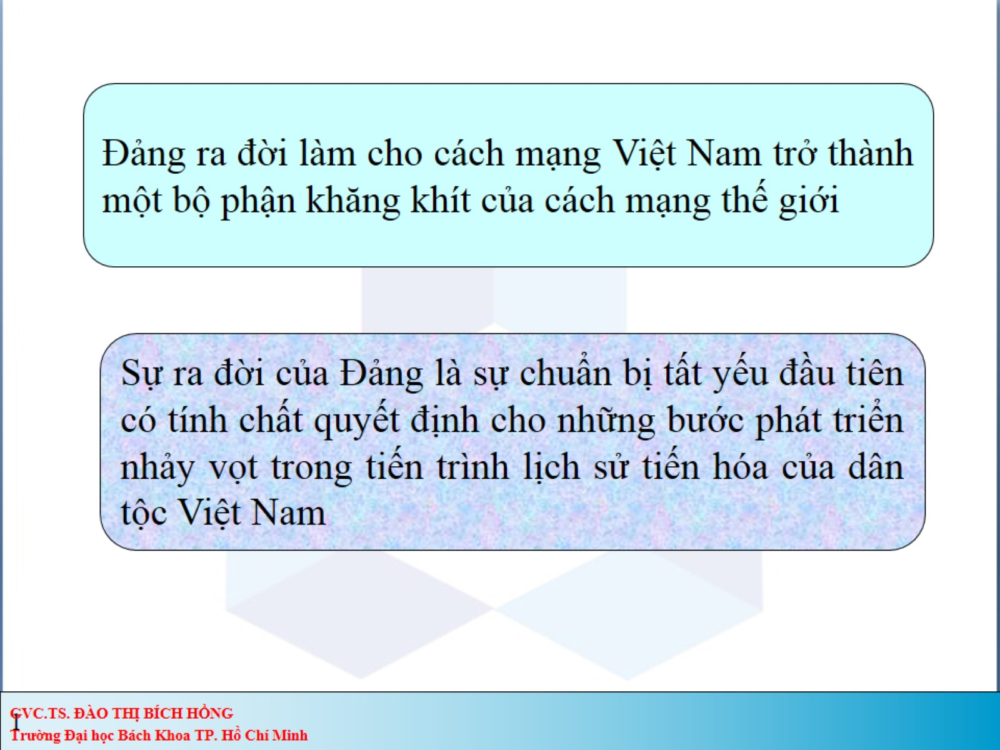 Đảng ra đời làm cho cách mạng Việt Nam trở thành
một bộ phận khăng khít của cách mạng thế giới
Sự ra đời của Đảng là sự chuẩn bị tất yếu đầu tiên
có tính chất quyết định cho những bước phát triển
nhảy vọt trong tiến trình lịch sử tiến hóa của dân
tộc Việt Nam
GVC.TS. ĐÀO THỊ BÍCH HỒNG
1
Trường Đại học Bách Khoa TP. Hồ Chí Minh